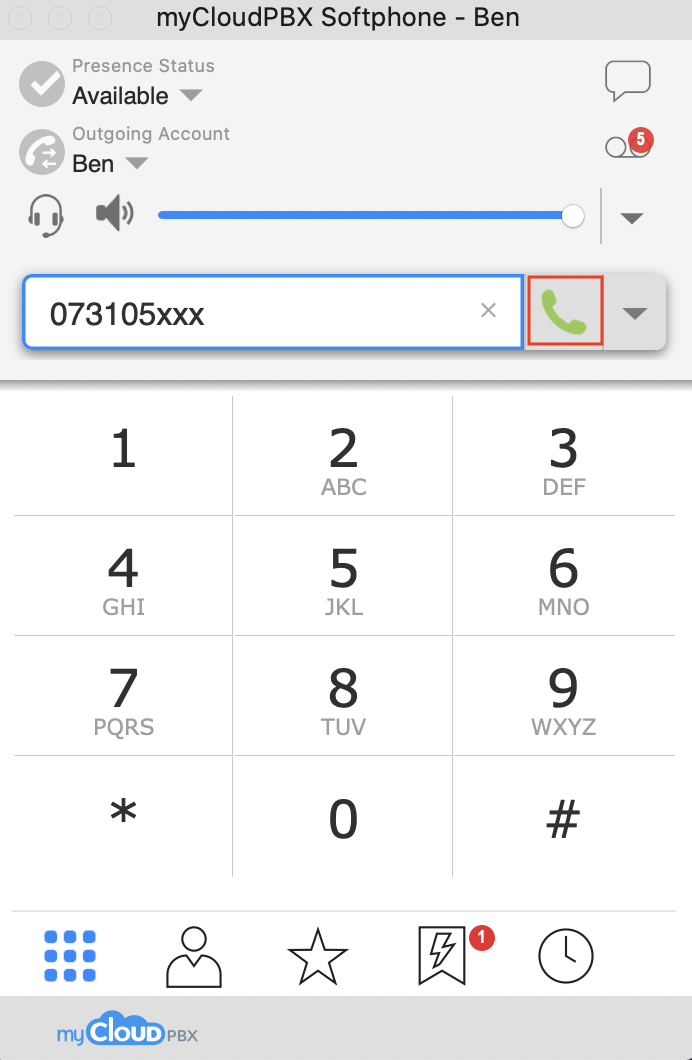 myCloudPBX Softphone - Ben
Presence Status
Available
Outgoing Account
Ben
5
073105xxx
1
2
ABC
3
DEF
4
GHI
5
JKL
6
MNO
7
PQRS
8
TUV
9
WXYZ
*
0
#
1
myCloudPBX